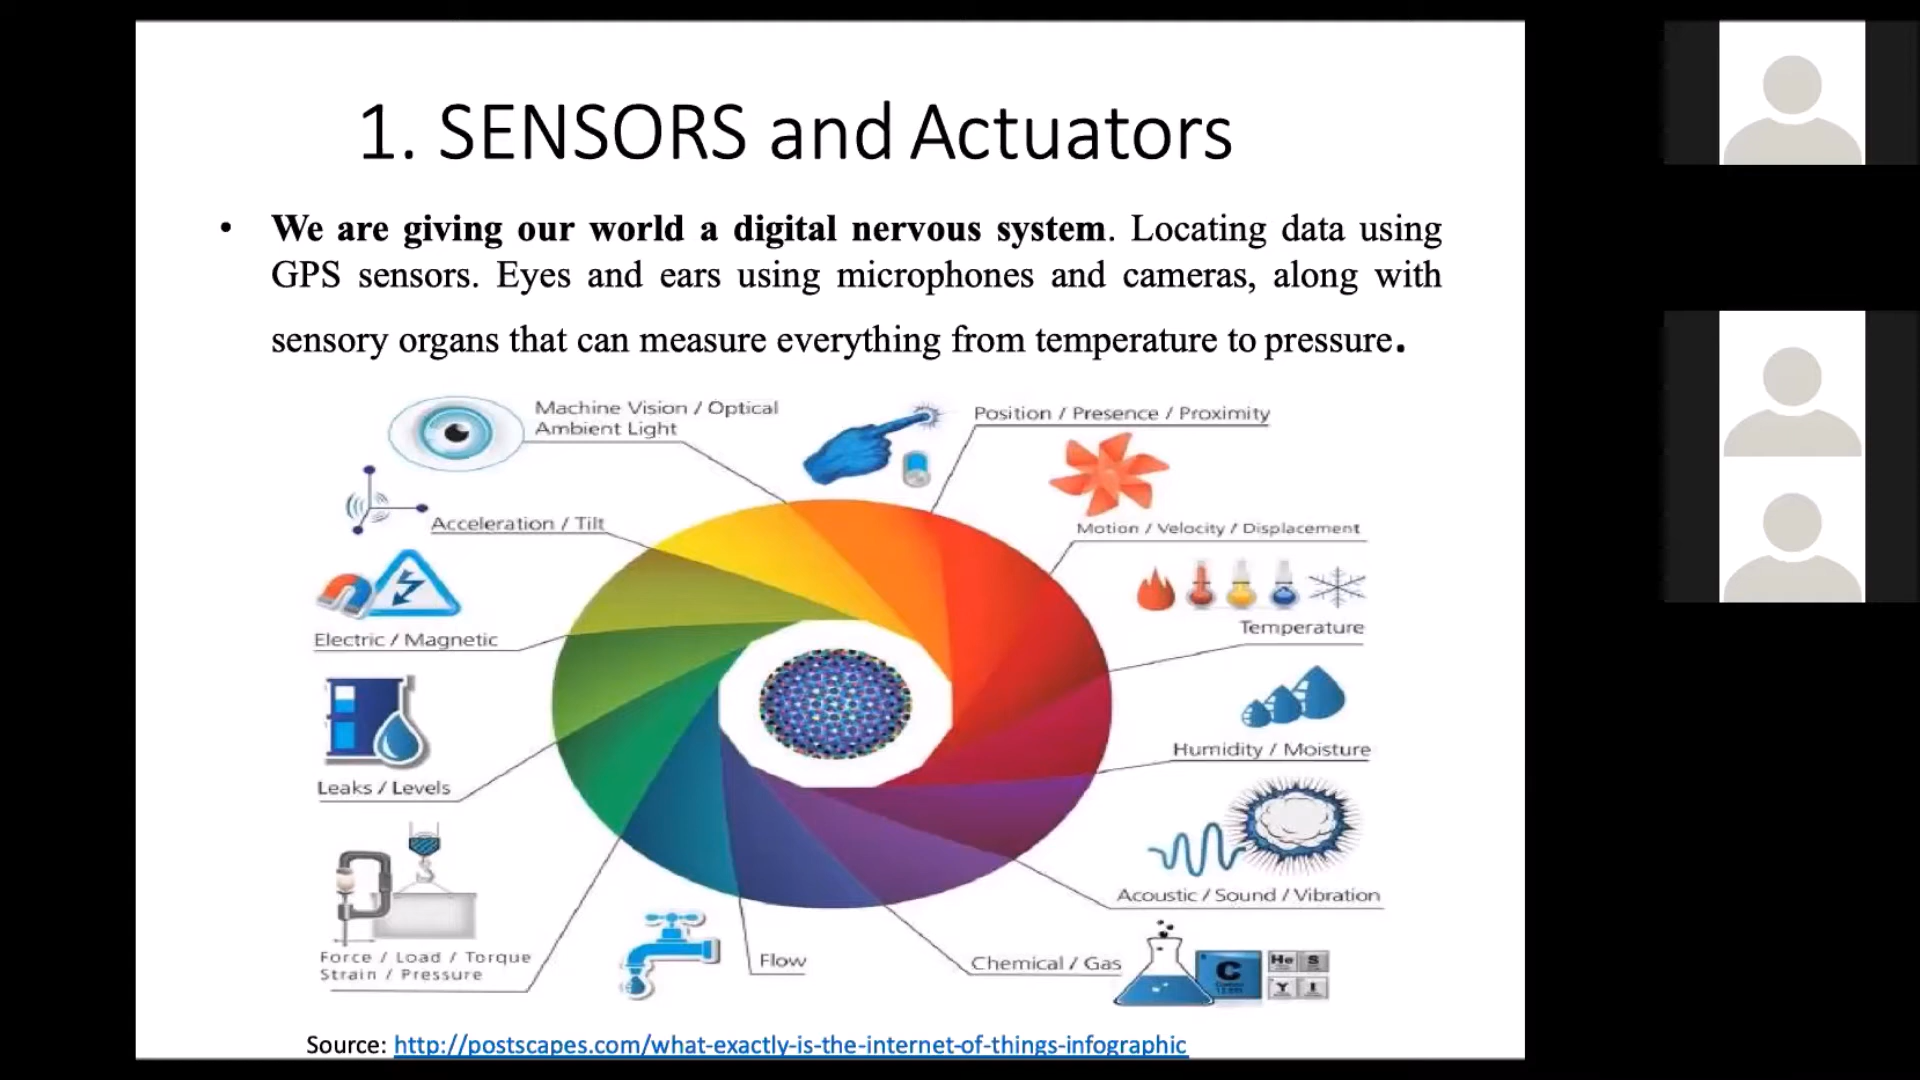 1. SENSORS and Actuators
• We are giving our world a digital nervous system. Locating data using
GPS sensors. Eyes and ears using microphones and cameras, along with
sensory organs that can measure everything from temperature to pressure.
Machine Vision / Optical
Ambient Light
Position / Presence / Proximity
Acceleration / Tilt
Motion / Velocity / Displacement
Electric / Magnetic
Temperature
Humidity / Moisture
Leaks / Levels
Acoustic / Sound / Vibration
Force / Load / Torque
Strain / Pressure
Flow
Chemical / Gas
C
He S
Y I
Source: http://postscapes.com/what-exactly-is-the-internet-of-things-infographic